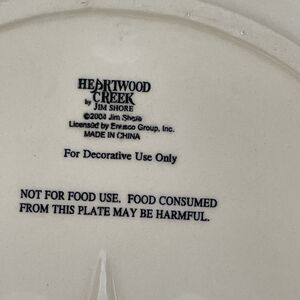 HEARTWOOD
CREEK
by
JIM SHORE
©2004 Jim Shore
Licensed by Enesco Group, Inc.
MADE IN CHINA
For Decorative Use Only
NOT FOR FOOD USE. FOOD CONSUMED
FROM THIS PLATE MAY BE HARMFUL.